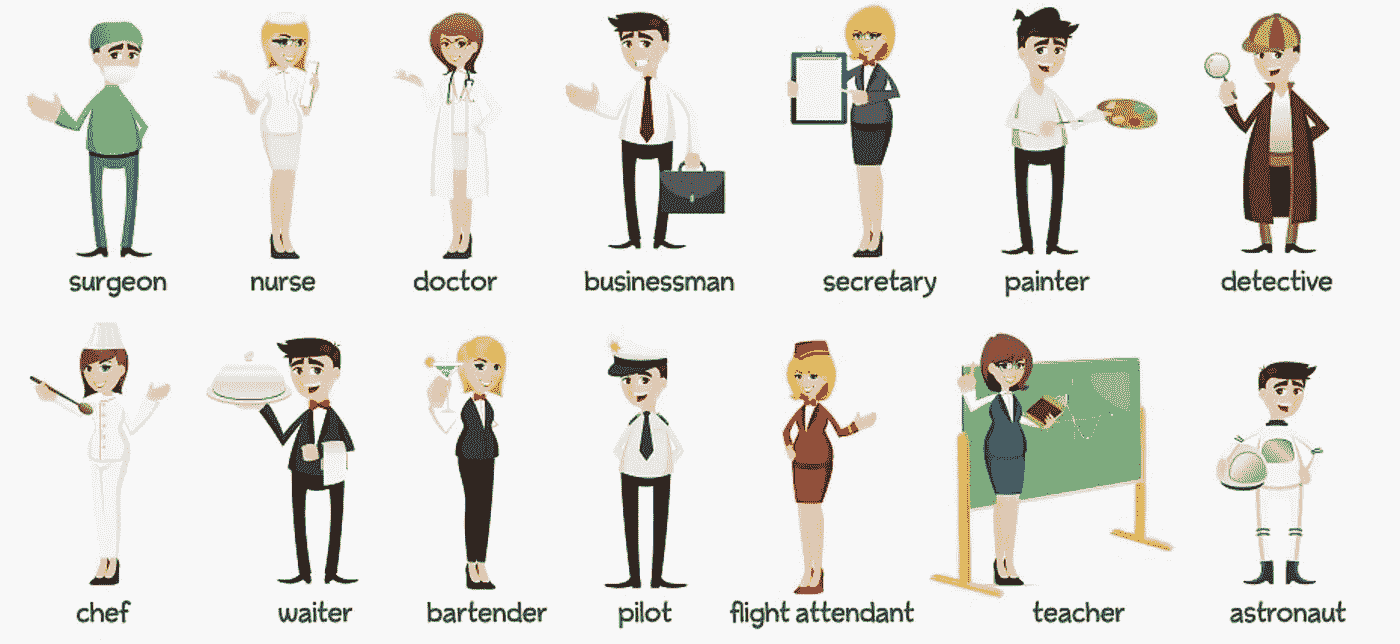 surgeon nurse doctor businessman secretary painter detective
chef waiter bartender pilot flight attendant teacher astronaut